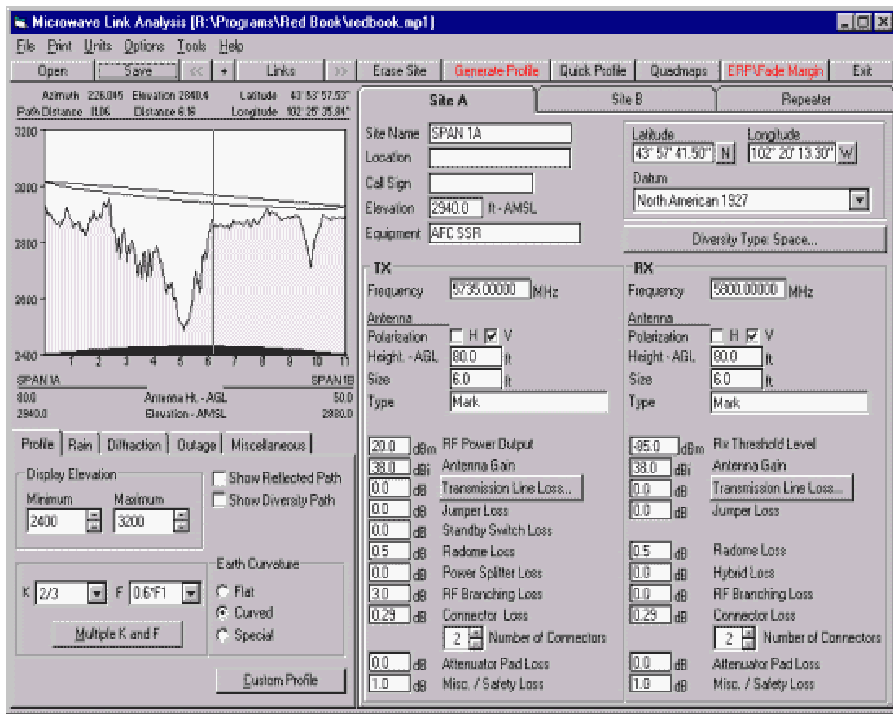 Microwave Link Analysis [R:\Programs\Red Book\redbook.mp1]
File Print Units Options Tools Help
Open Save << + Links >> Erase Site Generate Profile Quick Profile Quadmaps ERP\Fade Margin Exit
Azimuth 226.045 Elevation 2840.4 Latitude 43° 53' 57.53"
Path Distance 11.06 Distance 6.16 Longitude 102° 25' 35.84"
3200
3000
2800
2600
2400
1 2 3 4 5 6 7 8 9 10 11
SPAN 1A SPAN 1B
80.0 Antenna Ht. - AGL 50.0
2940.0 Elevation - AMSL 2880.0
Profile Rain Diffraction Outage Miscellaneous
Display Elevation
Minimum Maximum
2400 3200
Show Reflected Path
Show Diversity Path
K 2/3 F 0.6*F1
Multiple K and F
Earth Curvature
Flat
Curved
Special
Custom Profile
Site A Site B Repeater
Site Name SPAN 1A
Location
Call Sign
Elevation 2940.0 ft - AMSL
Equipment AFC SSR
Latitude Longitude
43° 57' 41.50" N 102° 20' 13.30" W
Datum
North American 1927
Diversity Type: Space...
TX
Frequency 5735.00000 MHz
Antenna
Polarization H V
Height - AGL 80.0 ft
Size 6.0 ft
Type Mark
20.0 dBm RF Power Output
38.0 dBi Antenna Gain
0.0 dB Transmission Line Loss...
0.0 dB Jumper Loss
0.0 dB Standby Switch Loss
0.5 dB Radome Loss
0.0 dB Power Splitter Loss
3.0 dB RF Branching Loss
0.29 dB Connector Loss
2 Number of Connectors
0.0 dB Attenuator Pad Loss
1.0 dB Misc. / Safety Loss
RX
Frequency 5800.00000 MHz
Antenna
Polarization H V
Height - AGL 80.0 ft
Size 6.0 ft
Type Mark
-95.0 dBm Rx Threshold Level
38.0 dBi Antenna Gain
0.0 dB Transmission Line Loss...
0.0 dB Jumper Loss
0.5 dB Radome Loss
0.0 dB Hybrid Loss
0.0 dB RF Branching Loss
0.29 dB Connector Loss
2 Number of Connectors
0.0 dB Attenuator Pad Loss
1.0 dB Misc. / Safety Loss